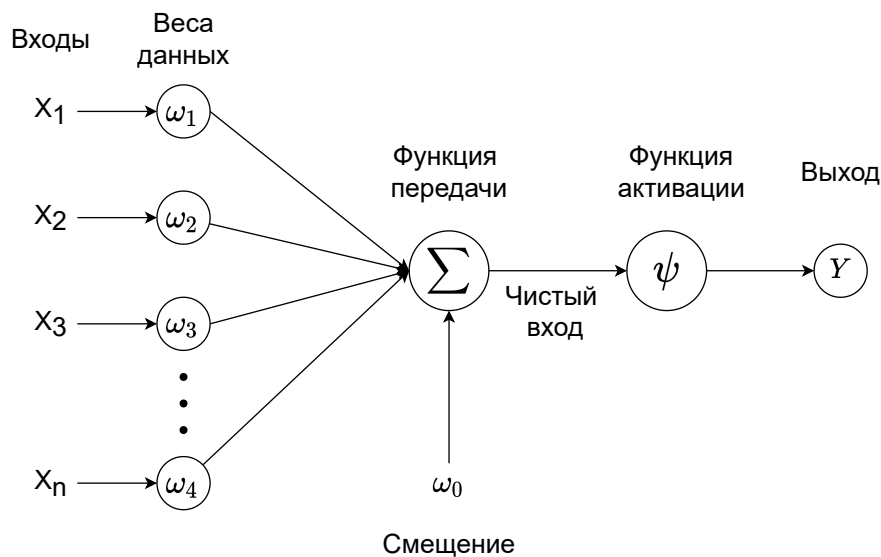 Входы
Веса
данных
X1
ω1
X2
ω2
X3
ω3
Xn
ω4
Функция
передачи
∑
Чистый
вход
ω0
Смещение
Функция
активации
ψ
Выход
Y